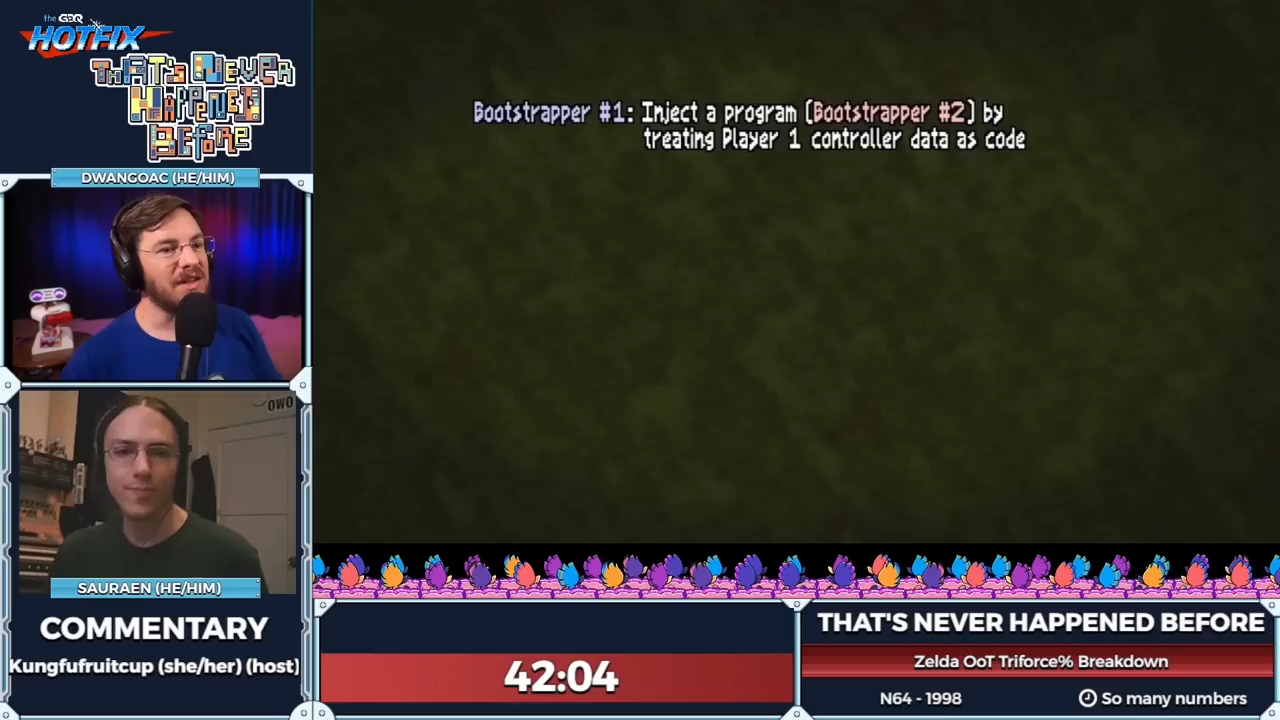 the GDQ
HOTFIX
THAT'S NEVER
HAPPENED
BEFORE
DWANGOAC (HE/HIM)
OWO
SAURAEN (HE/HIM)
COMMENTARY
Kungfufruitcup (she/her) (host)
Bootstrapper #1: Inject a program [Bootstrapper #2] by
treating Player 1 controller data as code
42:04
THAT'S NEVER HAPPENED BEFORE
Zelda OoT Triforce% Breakdown
N64 - 1998
So many numbers